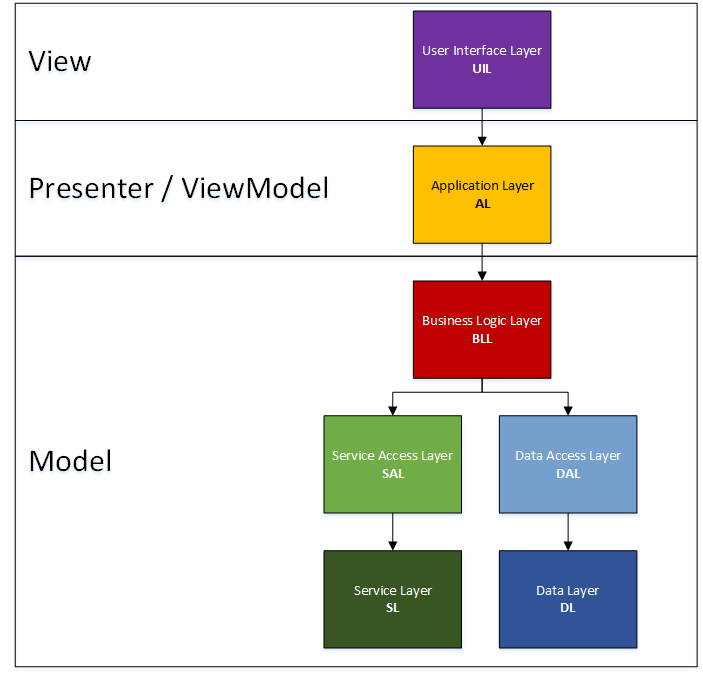 View
User Interface Layer
UIL
Presenter / ViewModel
Application Layer
AL
Business Logic Layer
BLL
Model
Service Access Layer
SAL
Data Access Layer
DAL
Service Layer
SL
Data Layer
DL